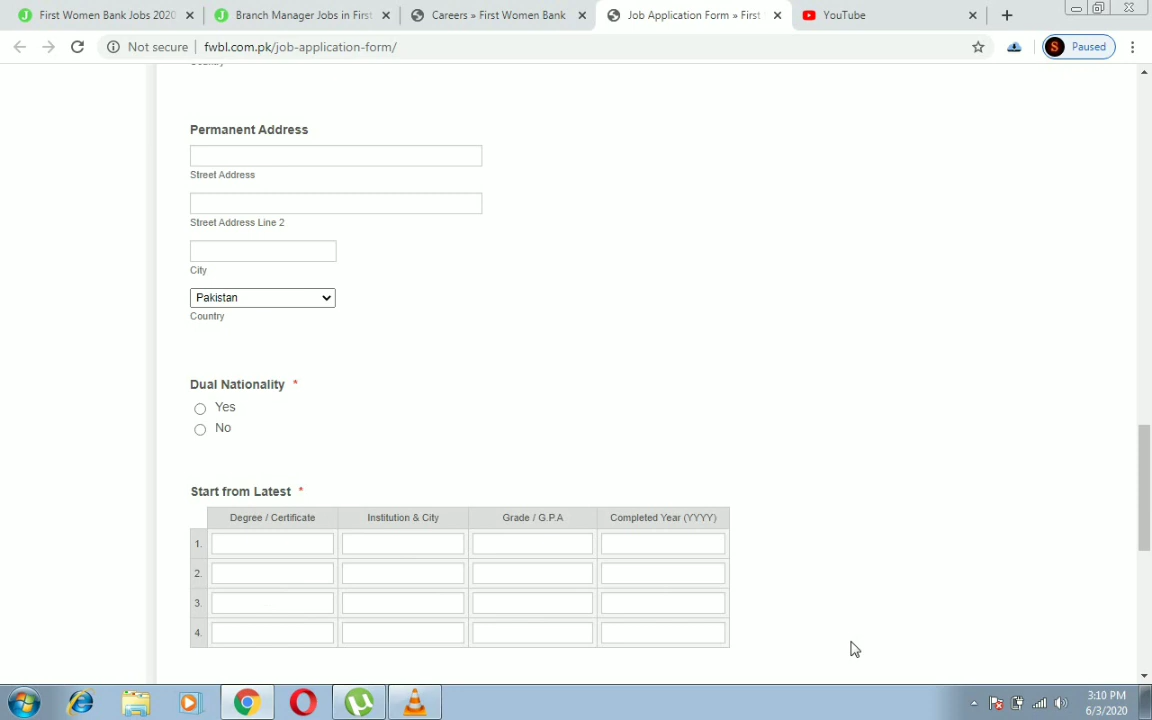 First Women Bank Jobs 2020
Branch Manager Jobs in First
Careers » First Women Bank
Job Application Form » First
YouTube
Not secure
fwbl.com.pk/job-application-form/
S
Paused
Country
Permanent Address
Street Address
Street Address Line 2
City
Pakistan
Country
Dual Nationality *
Yes
No
Start from Latest *
Degree / Certificate Institution & City Grade / G.P.A Completed Year (YYYY)
1.
2.
3.
4.
3:10 PM
6/3/2020